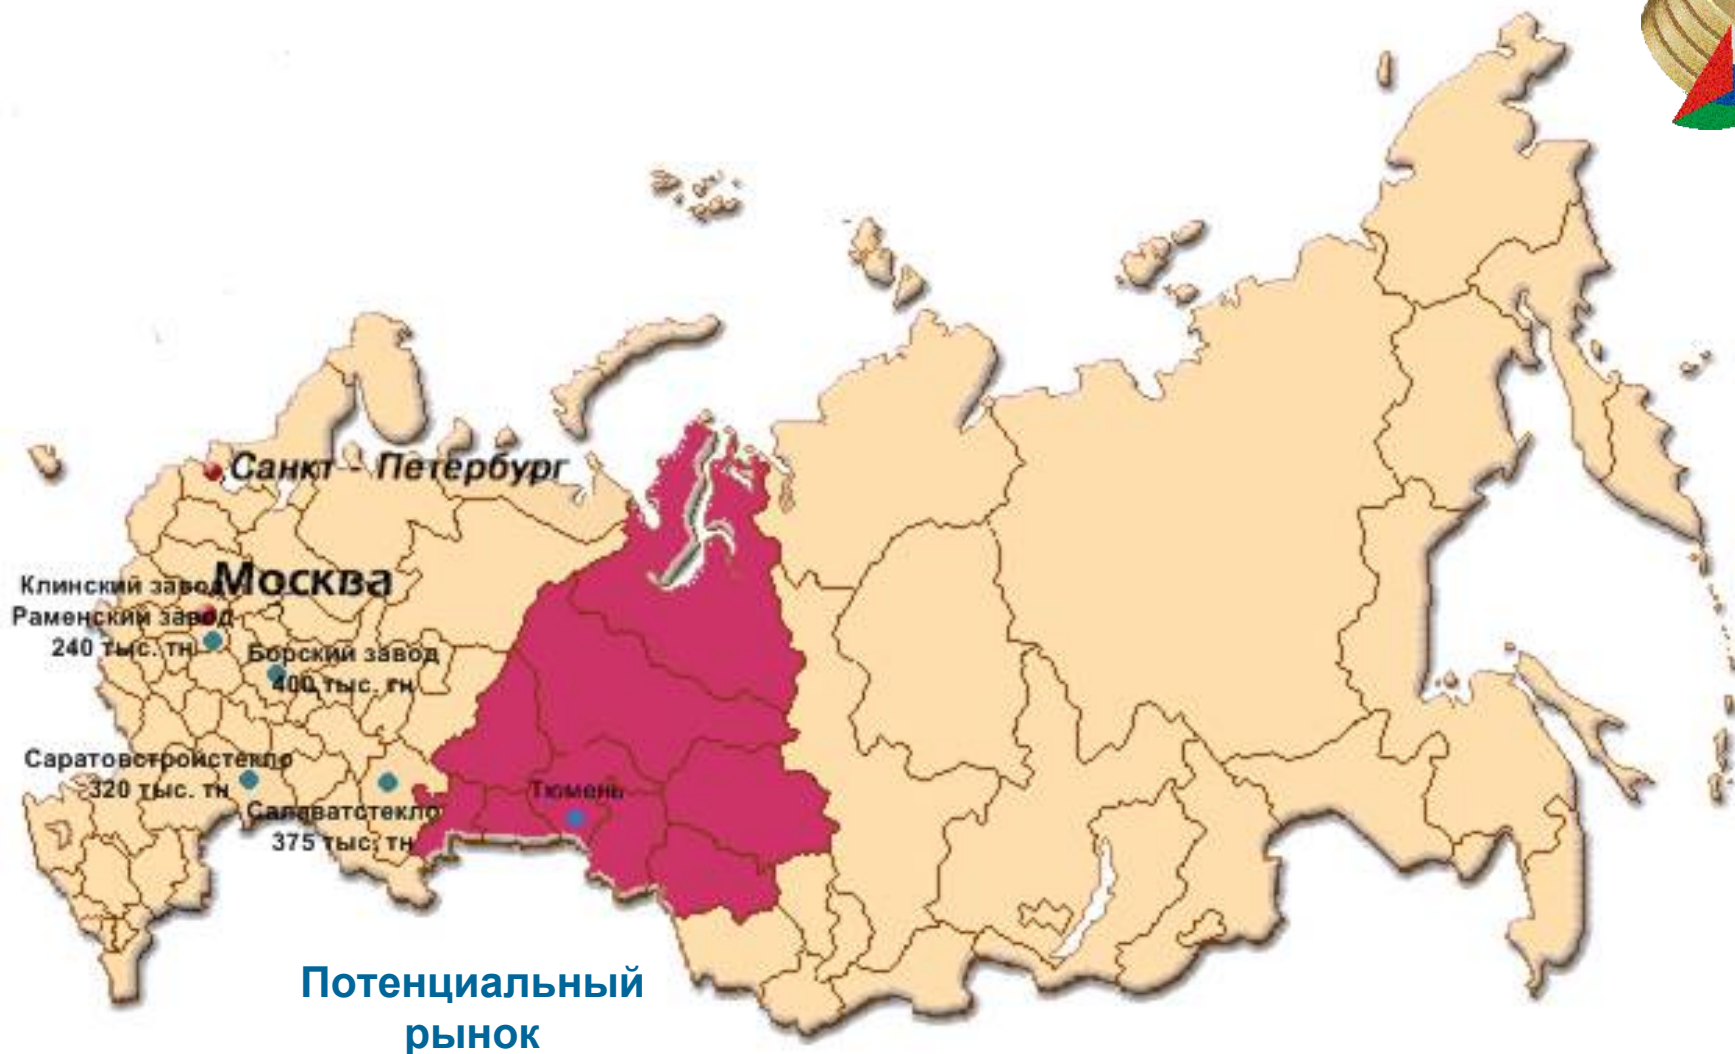 Санкт - Петербург
Москва
Клинский завод
Раменский завод
240 тыс. тн
Борский завод
400 тыс. тн
Саратовстройстекло
320 тыс. тн
Салаватстекло
375 тыс. тн
Тюмень
Потенциальный
рынок